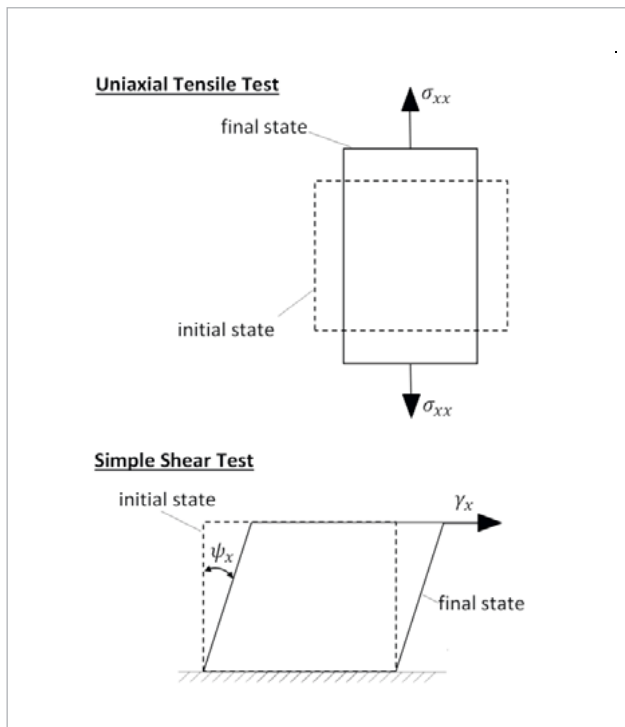 Uniaxial Tensile Test
σₓₓ
final state
initial state
σₓₓ
Simple Shear Test
initial state
γₓ
ψₓ
final state